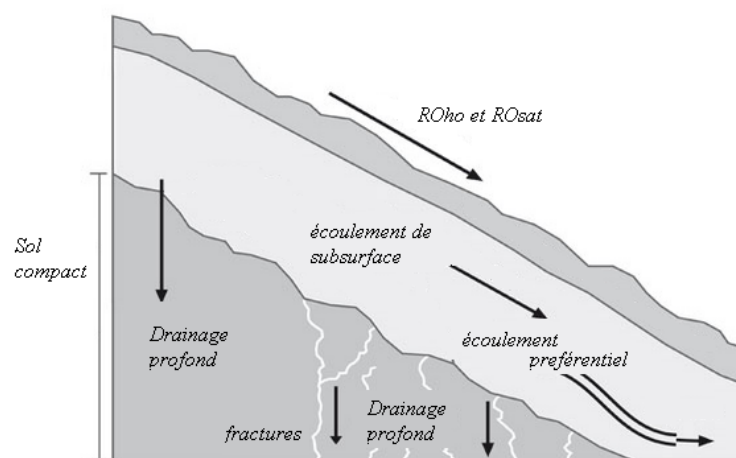 ROho et ROsat
écoulement de
subsurface
Sol
compact
écoulement
preférentiel
Drainage
profond
Drainage
profond
fractures